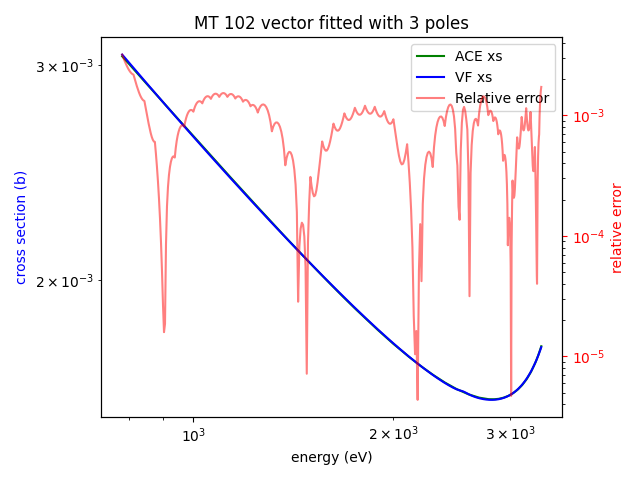 MT 102 vector fitted with 3 poles
ACE xs
VF xs
Relative error
3 × 10⁻³
2 × 10⁻³
cross section (b)
10⁻³
10⁻⁴
10⁻⁵
relative error
10³
2 × 10³
3 × 10³
energy (eV)